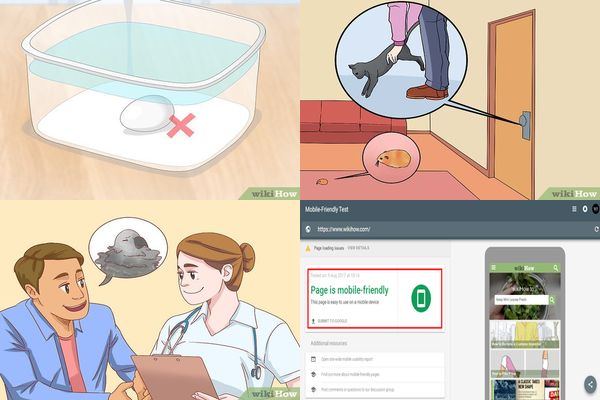 wikiHow
wikiHow
wikiHow
Mobile-Friendly Test
https://www.wikihow.com/
Page loading issues VIEW DETAILS
Page is mobile-friendly
This page is easy to use on a mobile device
SUBMIT TO GOOGLE
Additional resources
Open site-wide mobile usability report
Find out more about mobile-friendly pages
Post comments or questions to our discussion group
wikiHow